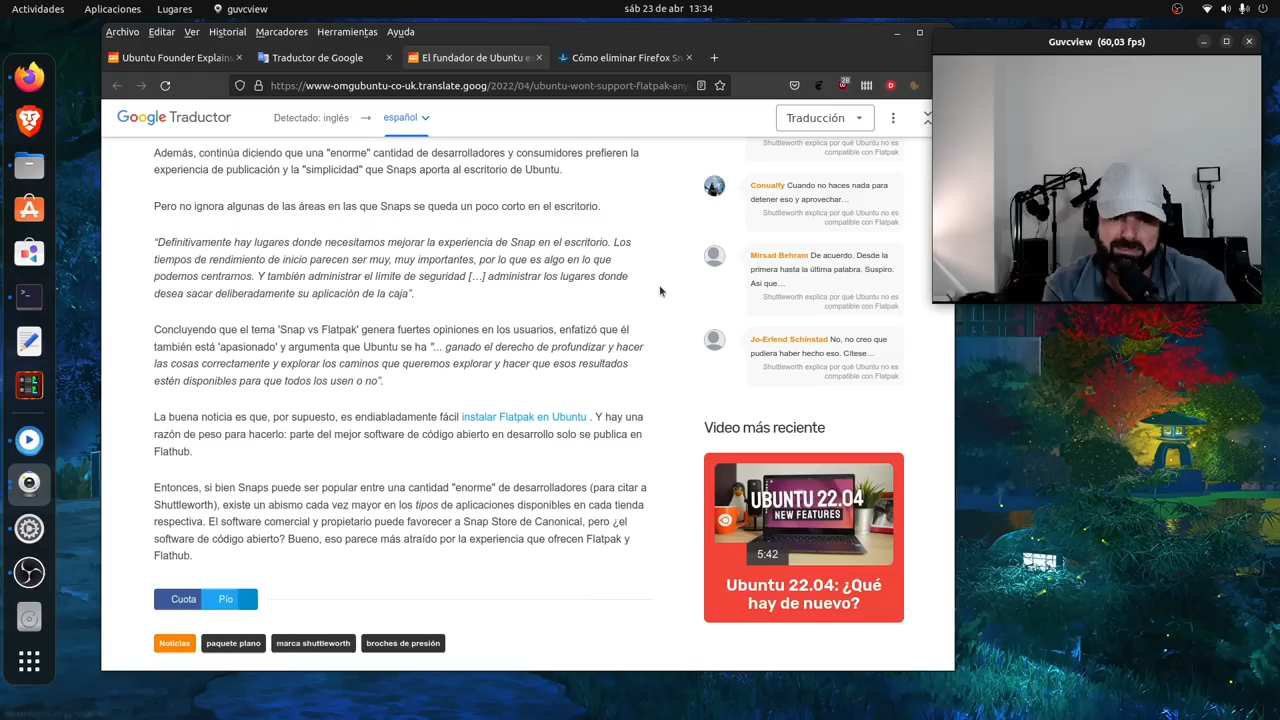 Actividades Aplicaciones Lugares guvcview sáb 23 de abr 13:34
Archivo Editar Ver Historial Marcadores Herramientas Ayuda
Guvcview (60,03 fps)
Ubuntu Founder Explains Traductor de Google El fundador de Ubuntu e Cómo eliminar Firefox Sn
https://www-omgubuntu-co-uk.translate.goog/2022/04/ubuntu-wont-support-flatpak-any
28
Google Traductor Detectado: inglés → español Traducción
Además, continúa diciendo que una "enorme" cantidad de desarrolladores y consumidores prefieren la
experiencia de publicación y la "simplicidad" que Snaps aporta al escritorio de Ubuntu.
Pero no ignora algunas de las áreas en las que Snaps se queda un poco corto en el escritorio.
“Definitivamente hay lugares donde necesitamos mejorar la experiencia de Snap en el escritorio. Los
tiempos de rendimiento de inicio parecen ser muy, muy importantes, por lo que es algo en lo que
podemos centrarnos. Y también administrar el límite de seguridad […] administrar los lugares donde
desea sacar deliberadamente su aplicación de la caja”.
Concluyendo que el tema 'Snap vs Flatpak' genera fuertes opiniones en los usuarios, enfatizó que él
también está 'apasionado' y argumenta que Ubuntu se ha "... ganado el derecho de profundizar y hacer
las cosas correctamente y explorar los caminos que queremos explorar y hacer que esos resultados
estén disponibles para que todos los usen o no”.
La buena noticia es que, por supuesto, es endiabladamente fácil instalar Flatpak en Ubuntu . Y hay una
razón de peso para hacerlo: parte del mejor software de código abierto en desarrollo solo se publica en
Flathub.
Entonces, si bien Snaps puede ser popular entre una cantidad "enorme" de desarrolladores (para citar a
Shuttleworth), existe un abismo cada vez mayor en los tipos de aplicaciones disponibles en cada tienda
respectiva. El software comercial y propietario puede favorecer a Snap Store de Canonical, pero ¿el
software de código abierto? Bueno, eso parece más atraído por la experiencia que ofrecen Flatpak y
Flathub.
Cuota Pío
Noticias paquete plano marca shuttleworth broches de presión
Shuttleworth explica por qué Ubuntu no es
compatible con Flatpak
Conualfy Cuando no haces nada para
detener eso y aprovechar…
Shuttleworth explica por qué Ubuntu no es
compatible con Flatpak
Mirsad Behram De acuerdo. Desde la
primera hasta la última palabra. Suspiro.
Asi que…
Shuttleworth explica por qué Ubuntu no es
compatible con Flatpak
Jo-Erlend Schinstad No, no creo que
pudiera haber hecho eso. Cítese…
Shuttleworth explica por qué Ubuntu no es
compatible con Flatpak
Video más reciente
UBUNTU 22.04
NEW FEATURES
5:42
Ubuntu 22.04: ¿Qué
hay de nuevo?